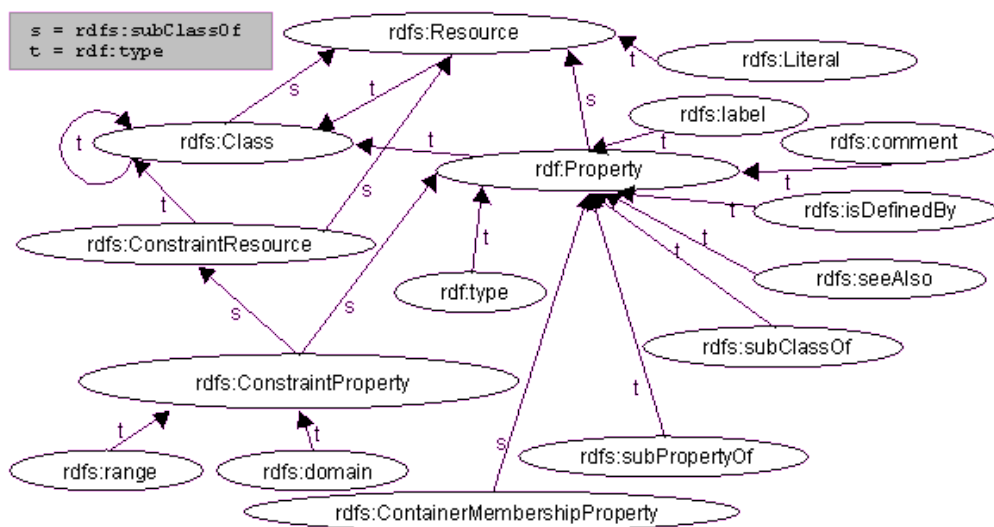 s = rdfs:subClassOf
t = rdf:type
rdfs:Resource
rdfs:Literal
t
s
t
s
rdfs:label
t
rdfs:Class
t
t
rdfs:comment
rdf:Property
t
s
t
rdfs:isDefinedBy
t
t
rdfs:ConstraintResource
t
t
rdfs:seeAlso
rdf:type
s
s
rdfs:subClassOf
rdfs:ConstraintProperty
t
t
t
s
rdfs:range
rdfs:domain
rdfs:subPropertyOf
rdfs:ContainerMembershipProperty